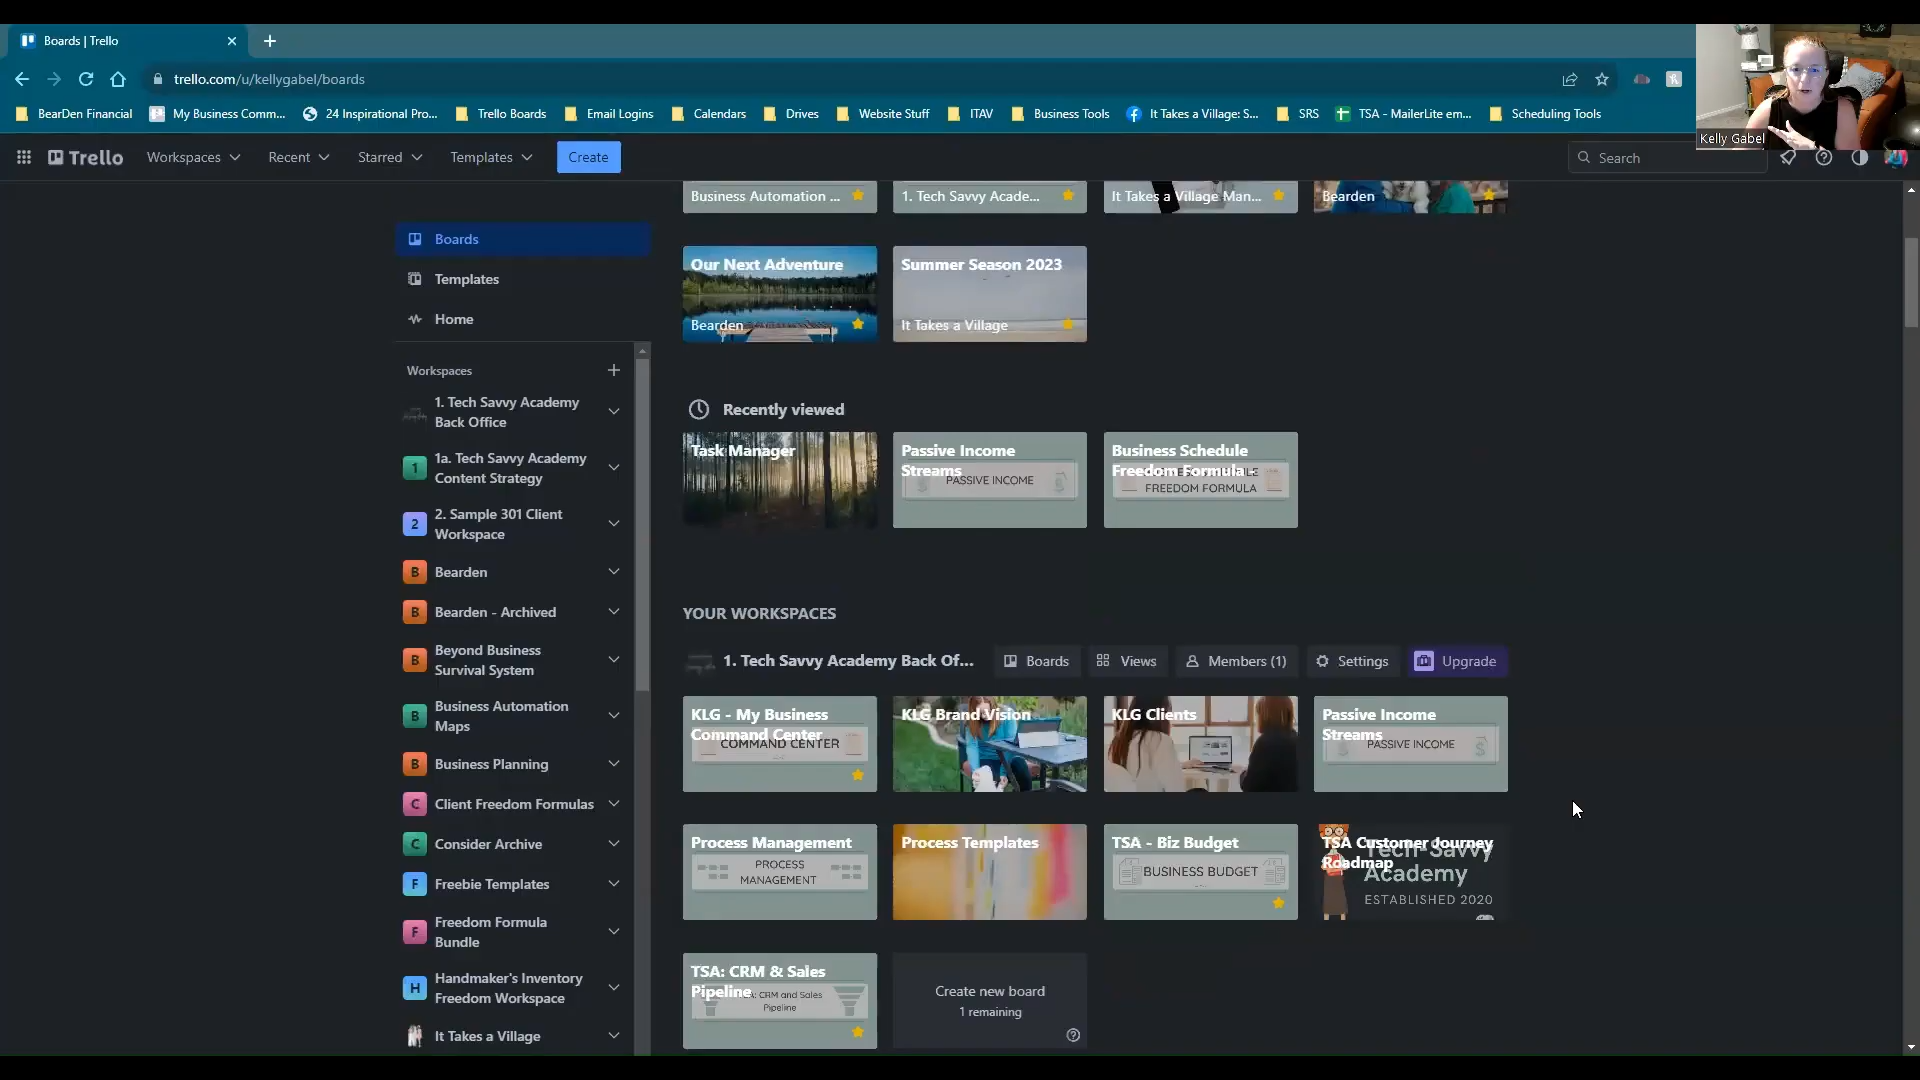 Boards | Trello
trello.com/u/kellygabel/boards
BearDen Financial
My Business Comm...
24 Inspirational Pro...
Trello Boards
Email Logins
Calendars
Drives
Website Stuff
ITAV
Business Tools
It Takes a Village: S...
SRS
TSA - MailerLite em...
Scheduling Tools
Kelly Gabel
Trello
Workspaces
Recent
Starred
Templates
Create
Search
Business Automation ...
1. Tech Savvy Acade...
It Takes a Village Man...
Bearden
Boards
Templates
Home
Our Next Adventure
Bearden
Summer Season 2023
It Takes a Village
Workspaces
1. Tech Savvy Academy
Back Office
1
1a. Tech Savvy Academy
Content Strategy
2
2. Sample 301 Client
Workspace
B
Bearden
B
Bearden - Archived
B
Beyond Business
Survival System
B
Business Automation
Maps
B
Business Planning
C
Client Freedom Formulas
C
Consider Archive
F
Freebie Templates
F
Freedom Formula
Bundle
H
Handmaker's Inventory
Freedom Workspace
It Takes a Village
Recently viewed
Task Manager
Passive Income
Streams
PASSIVE INCOME
Business Schedule
Freedom Formula -
FREEDOM FORMULA
YOUR WORKSPACES
1. Tech Savvy Academy Back Of...
Boards
Views
Members (1)
Settings
Upgrade
KLG - My Business
Command Center
COMMAND CENTER
KLG Brand Vision
KLG Clients
Passive Income
Streams
PASSIVE INCOME
Process Management
PROCESS
MANAGEMENT
Process Templates
TSA - Biz Budget
BUSINESS BUDGET
TSA Customer Journey
Roadmap
Tech-Savvy
Academy
ESTABLISHED 2020
TSA: CRM & Sales
Pipeline
CRM and Sales
Pipeline
Create new board
1 remaining